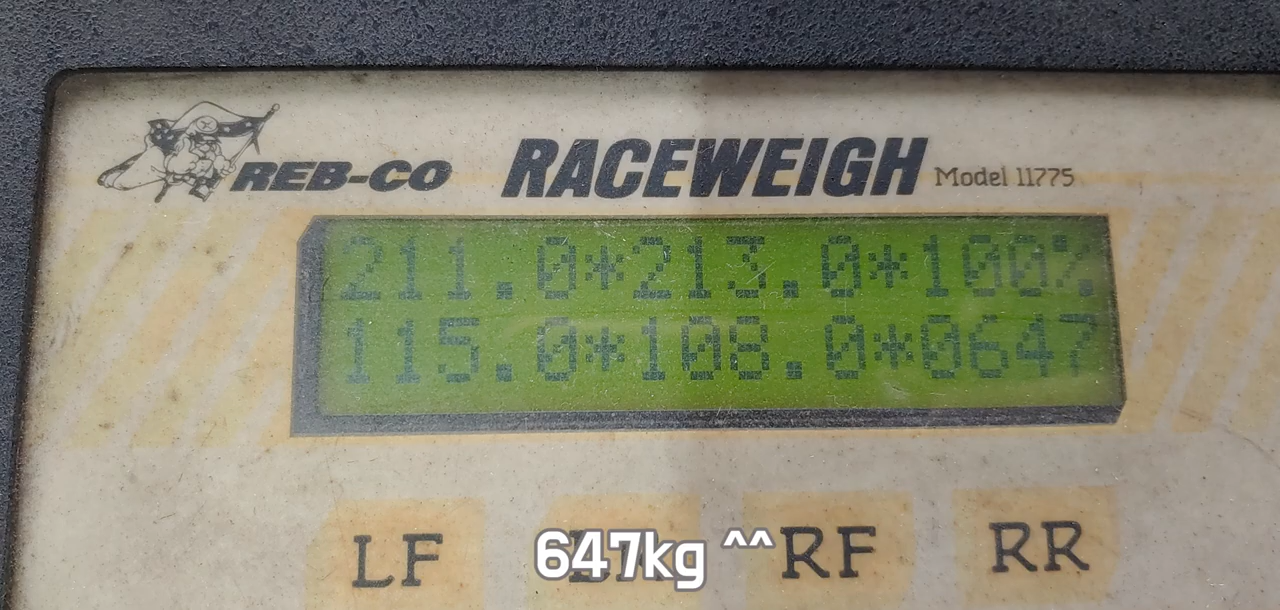 REB-CO RACEWEIGH Model 11775
211.0*213.0*100%
115.0*108.0*0647
LF RF RR
647kg ^^